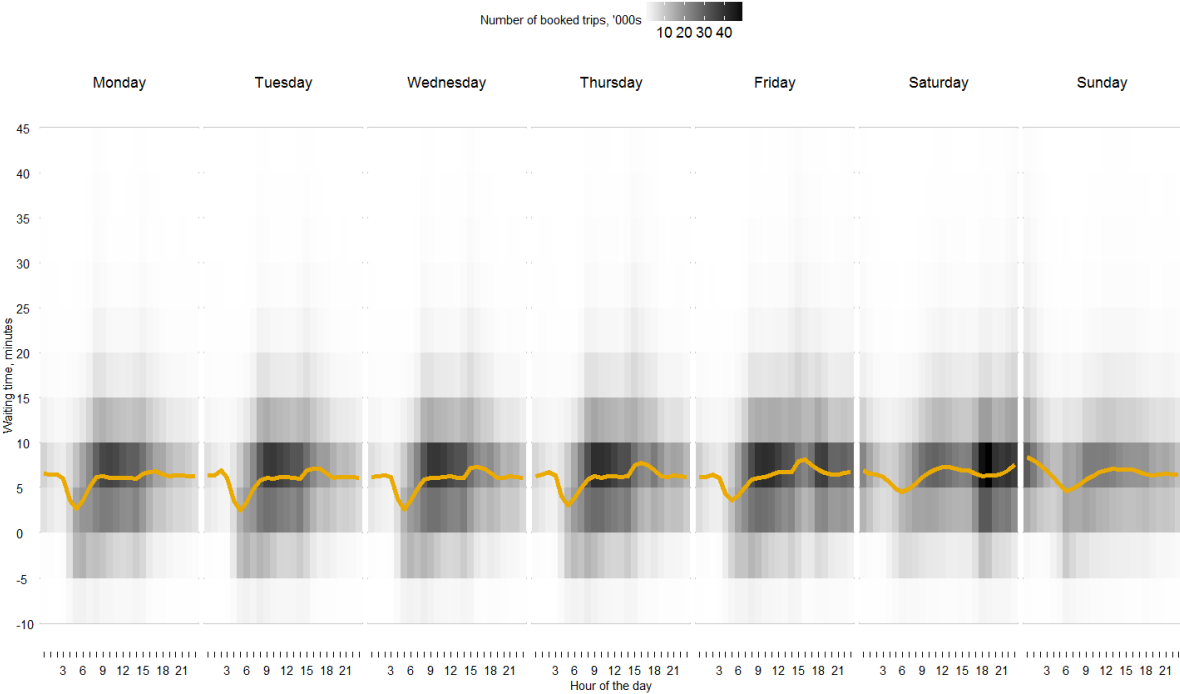 Number of booked trips, '000s
10 20 30 40
Monday Tuesday Wednesday Thursday Friday Saturday Sunday
45
40
35
30
25
20
15
10
5
0
-5
-10
Waiting time, minutes
3 6 9 12 15 18 21 3 6 9 12 15 18 21 3 6 9 12 15 18 21 3 6 9 12 15 18 21 3 6 9 12 15 18 21 3 6 9 12 15 18 21 3 6 9 12 15 18 21
Hour of the day